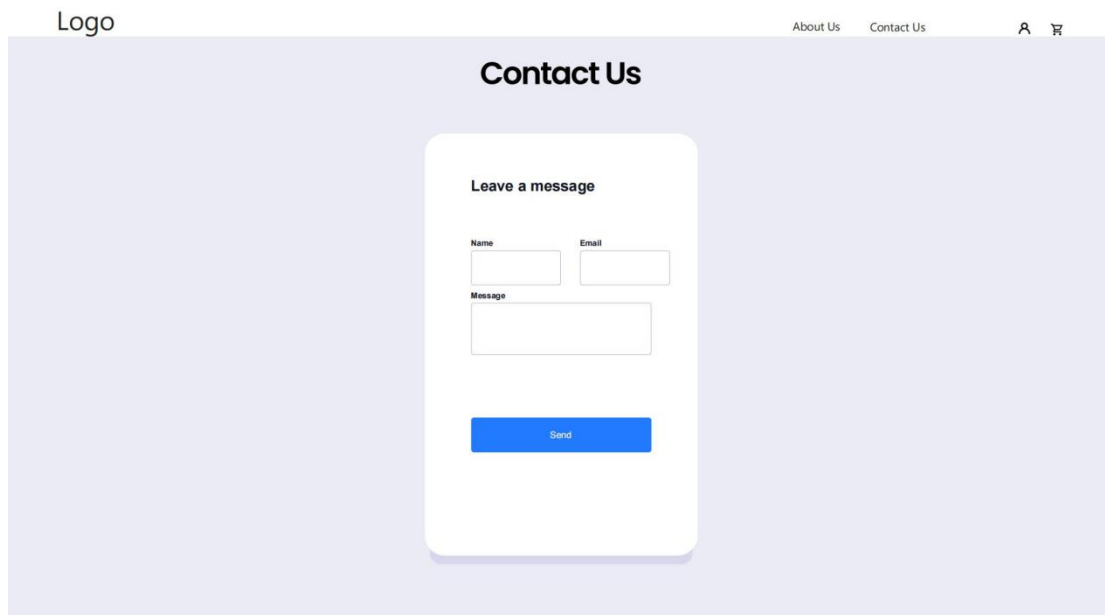 Logo
About Us Contact Us
Contact Us
Leave a message
Name Email
Message
Send